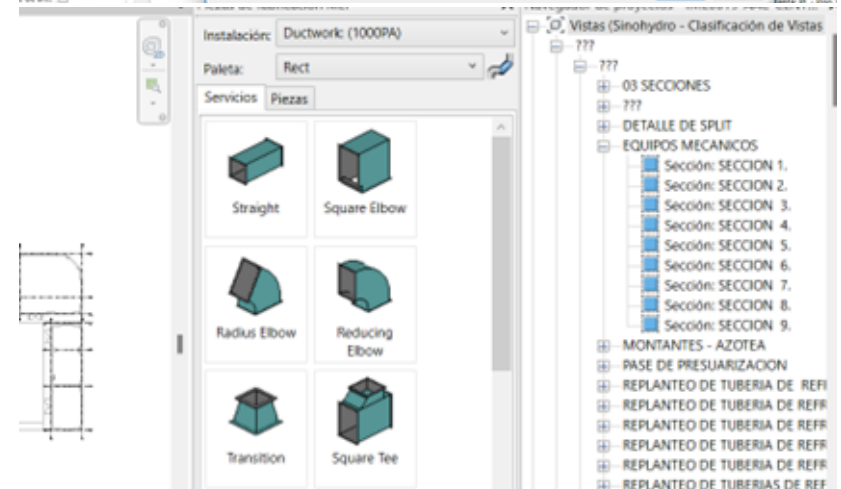 Instalación: Ductwork: (1000PA)
Paleta: Rect
Servicios Piezas
Straight
Square Elbow
Radius Elbow
Reducing
Elbow
Transition
Square Tee
Vistas (Sinohydro - Clasificación de Vistas
???
???
03 SECCIONES
???
DETALLE DE SPLIT
EQUIPOS MECANICOS
Sección: SECCION 1.
Sección: SECCION 2.
Sección: SECCION 3.
Sección: SECCION 4.
Sección: SECCION 5.
Sección: SECCION 6.
Sección: SECCION 7.
Sección: SECCION 8.
Sección: SECCION 9.
MONTANTES - AZOTEA
PASE DE PRESUARIZACION
REPLANTEO DE TUBERIA DE REFI
REPLANTEO DE TUBERIA DE REFR
REPLANTEO DE TUBERIA DE REFR
REPLANTEO DE TUBERIA DE REFR
REPLANTEO DE TUBERIA DE REFR
REPLANTEO DE TUBERIAS DE REF